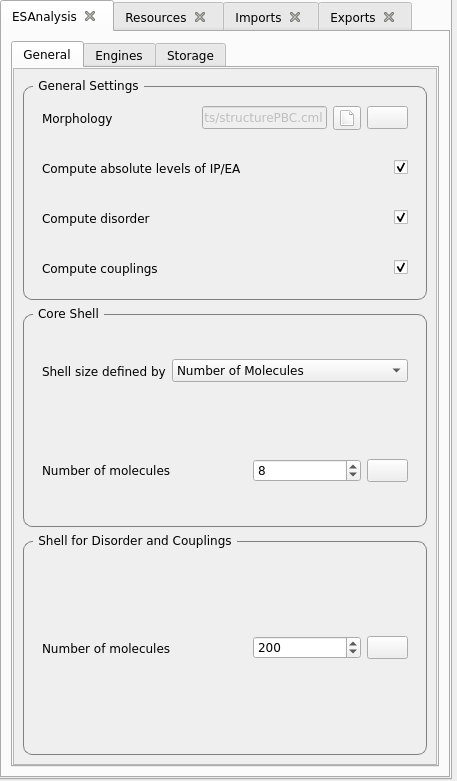 ESAnalysis Resources Imports Exports
General Engines Storage
General Settings
Morphology ts/structurePBC.cml
Compute absolute levels of IP/EA
Compute disorder
Compute couplings
Core Shell
Shell size defined by Number of Molecules
Number of molecules 8
Shell for Disorder and Couplings
Number of molecules 200